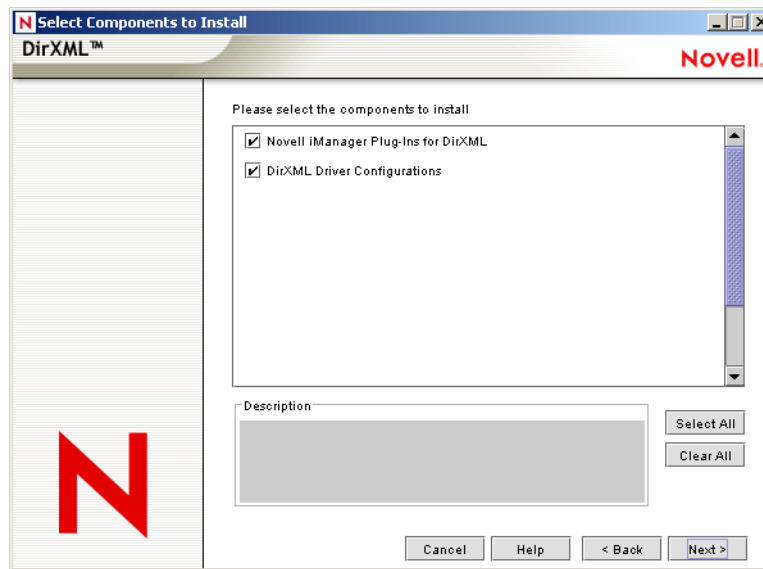 N Select Components to Install
DirXML™
Novell.
Please select the components to install
Novell iManager Plug-Ins for DirXML
DirXML Driver Configurations
Description
Select All
Clear All
N
Cancel
Help
< Back
Next >